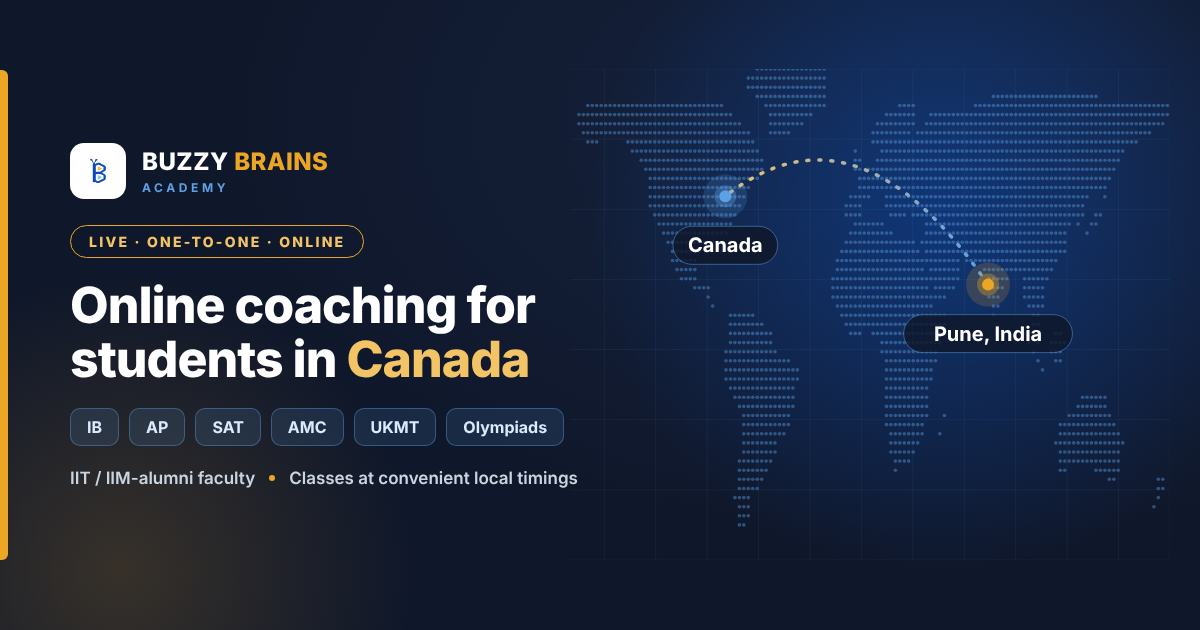 BUZZY BRAINS
ACADEMY
LIVE · ONE-TO-ONE · ONLINE
Online coaching for
students in Canada
IB AP SAT AMC UKMT Olympiads
IIT / IIM-alumni faculty • Classes at convenient local timings
Canada
Pune, India